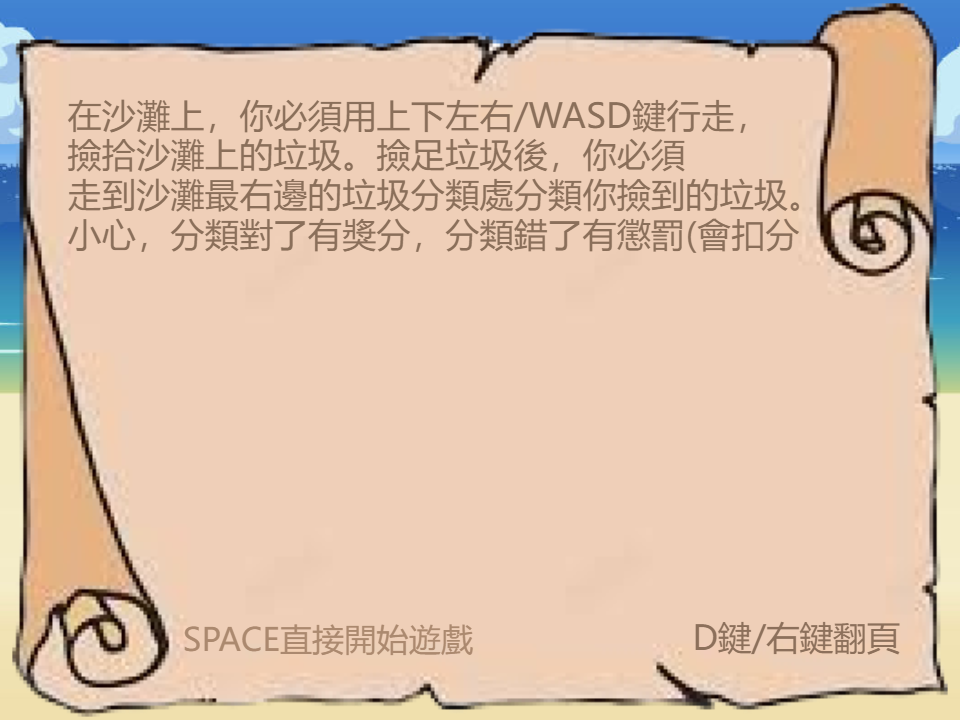 在沙灘上，你必須用上下左右/WASD鍵行走，
撿拾沙灘上的垃圾。撿足垃圾後，你必須
走到沙灘最右邊的垃圾分類處分類你撿到的垃圾。
小心，分類對了有獎分，分類錯了有懲罰(會扣分
SPACE直接開始遊戲
D鍵/右鍵翻頁